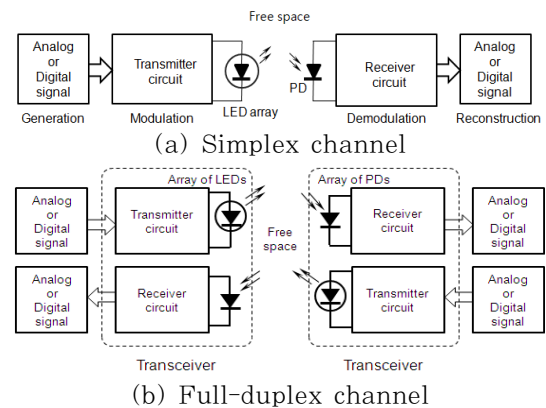 Free space
Analog
or
Digital
signal
Transmitter
circuit
LED array
PD
Receiver
circuit
Analog
or
Digital
signal
Generation
Modulation
Demodulation
Reconstruction
(a) Simplex channel
Array of LEDs
Array of PDs
Analog
or
Digital
signal
Transmitter
circuit
Free
space
Receiver
circuit
Analog
or
Digital
signal
Analog
or
Digital
signal
Receiver
circuit
Transmitter
circuit
Analog
or
Digital
signal
Transceiver
Transceiver
(b) Full-duplex channel